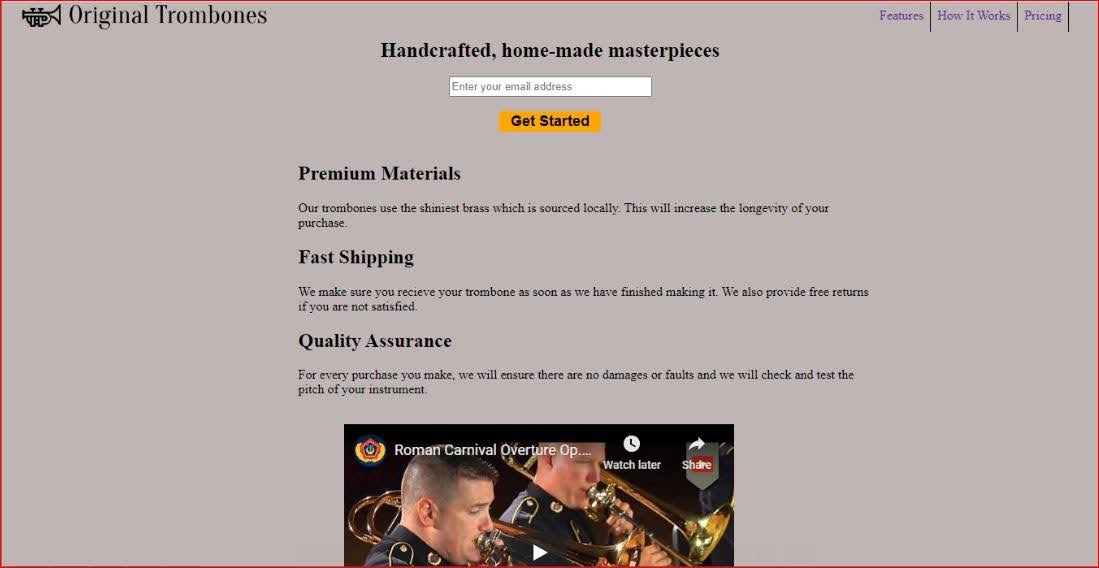 Original Trombones
Features
How It Works
Pricing
Handcrafted, home-made masterpieces
Enter your email address
Get Started
Premium Materials
Our trombones use the shiniest brass which is sourced locally. This will increase the longevity of your
purchase.
Fast Shipping
We make sure you recieve your trombone as soon as we have finished making it. We also provide free returns
if you are not satisfied.
Quality Assurance
For every purchase you make, we will ensure there are no damages or faults and we will check and test the
pitch of your instrument.
Roman Carnival Overture Op....
Watch later
Share